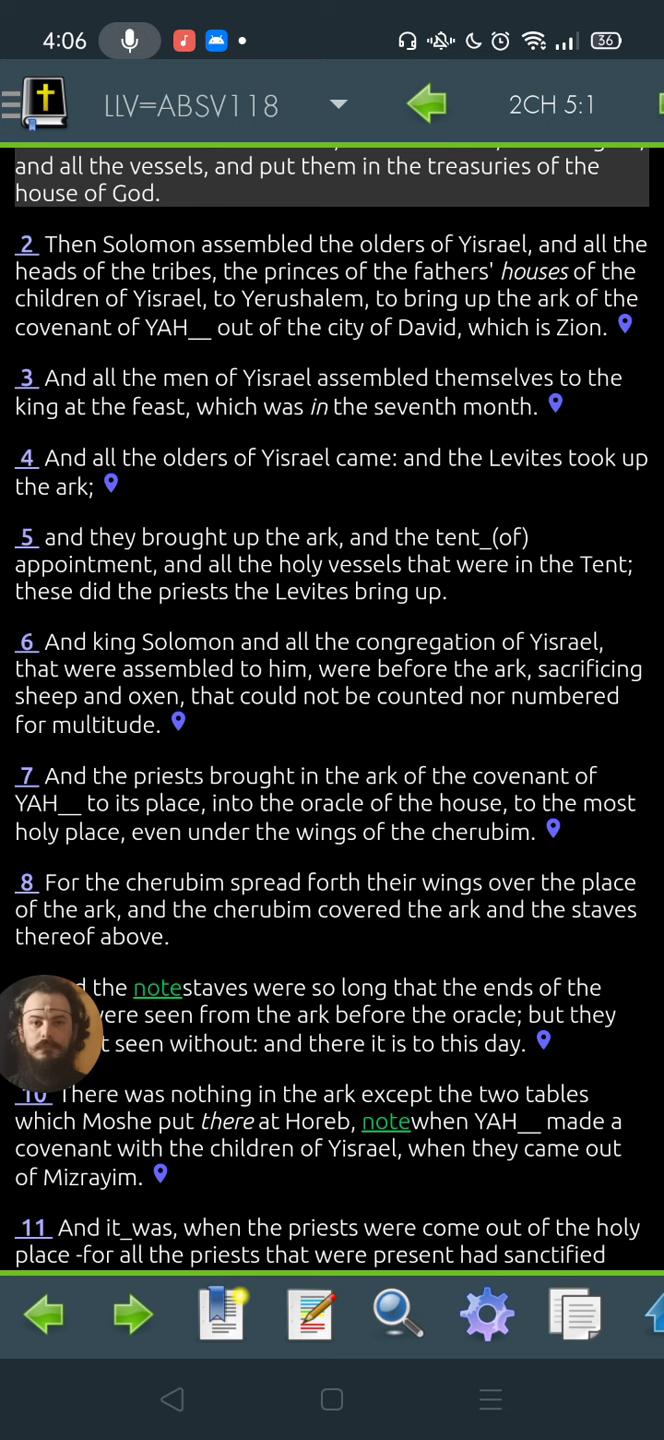 4:06
36
LLV=ABSV118
2CH 5:1
and all the vessels, and put them in the treasuries of the
house of God.
2 Then Solomon assembled the olders of Yisrael, and all the
heads of the tribes, the princes of the fathers' houses of the
children of Yisrael, to Yerushalem, to bring up the ark of the
covenant of YAH__ out of the city of David, which is Zion.
3 And all the men of Yisrael assembled themselves to the
king at the feast, which was in the seventh month.
4 And all the olders of Yisrael came: and the Levites took up
the ark;
5 and they brought up the ark, and the tent_(of)
appointment, and all the holy vessels that were in the Tent;
these did the priests the Levites bring up.
6 And king Solomon and all the congregation of Yisrael,
that were assembled to him, were before the ark, sacrificing
sheep and oxen, that could not be counted nor numbered
for multitude.
7 And the priests brought in the ark of the covenant of
YAH__ to its place, into the oracle of the house, to the most
holy place, even under the wings of the cherubim.
8 For the cherubim spread forth their wings over the place
of the ark, and the cherubim covered the ark and the staves
thereof above.
the notestaves were so long that the ends of the
were seen from the ark before the oracle; but they
seen without: and there it is to this day.
10 There was nothing in the ark except the two tables
which Moshe put there at Horeb, notewhen YAH__ made a
covenant with the children of Yisrael, when they came out
of Mizrayim.
11 And it_was, when the priests were come out of the holy
place -for all the priests that were present had sanctified